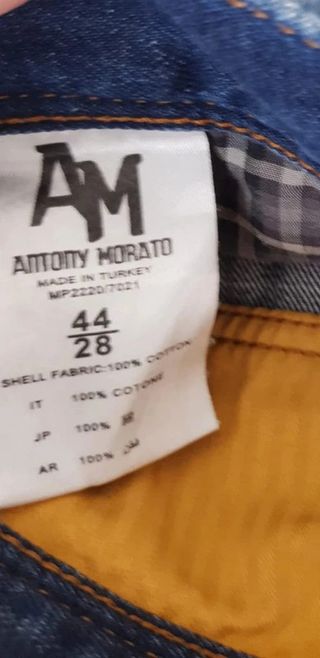 AM
ANTONY MORATO
MADE IN TURKEY
MP2220/7021
44
28
SHELL FABRIC:100% COTTON
IT 100% COTONE
JP 100% 綿
AR 100% قطن